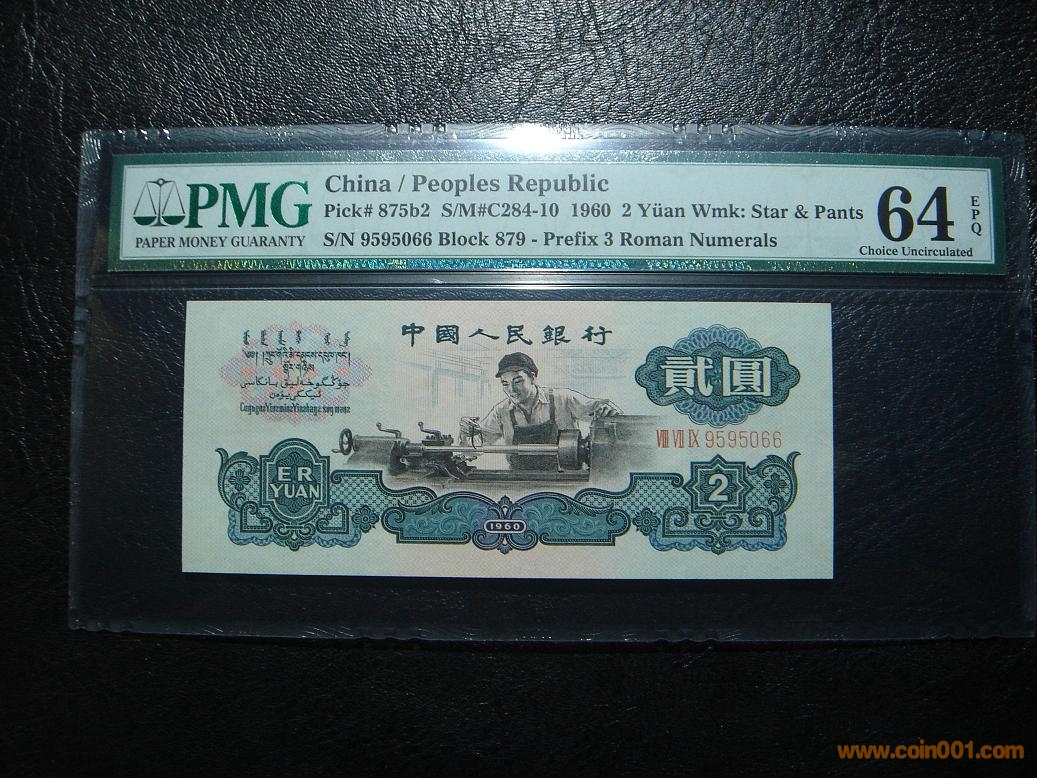 PMG
PAPER MONEY GUARANTY
China / Peoples Republic
Pick# 875b2 S/M#C284-10 1960 2 Yüan Wmk: Star & Pants
S/N 9595066 Block 879 - Prefix 3 Roman Numerals
64
EPQ
Choice Uncirculated
中國人民銀行
貳圓
VIII VII IX 9595066
ER
YUAN
2
1960
www.coin001.com